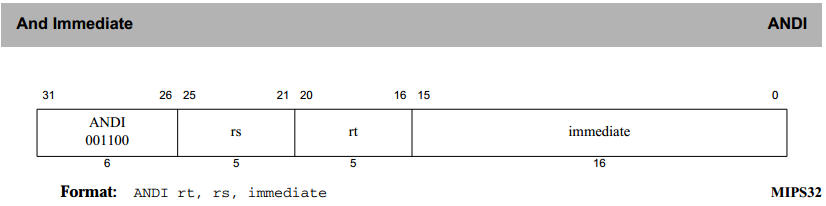 And Immediate ANDI
31 26 25 21 20 16 15 0
ANDI
001100 rs rt immediate
6 5 5 16
Format: ANDI rt, rs, immediate MIPS32